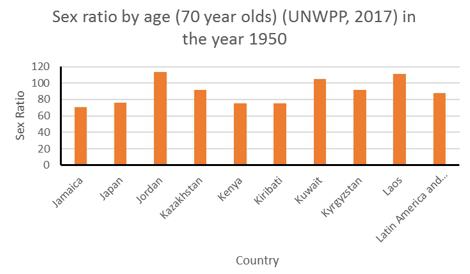 Sex ratio by age (70 year olds) (UNWPP, 2017) in
the year 1950
120
100
80
60
40
20
0
Sex Ratio
Jamaica
Japan
Jordan
Kazakhstan
Kenya
Kiribati
Kuwait
Kyrgyzstan
Laos
Latin America and...
Country